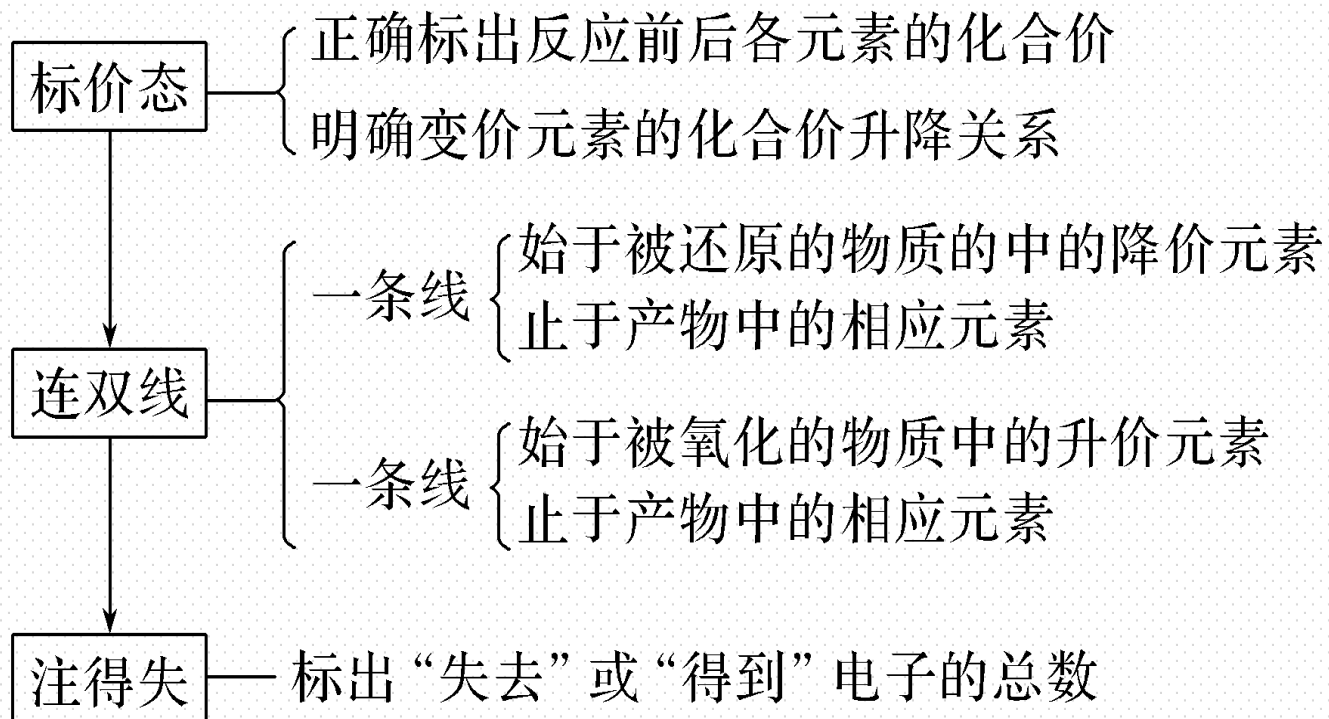 正确标出反应前后各元素的化合价
标价态
明确变价元素的化合价升降关系
始于被还原的物质的中的降价元素
一条线
止于产物中的相应元素
连双线
始于被氧化的物质中的升价元素
一条线
止于产物中的相应元素
注得失
标出“失去”或“得到”电子的总数